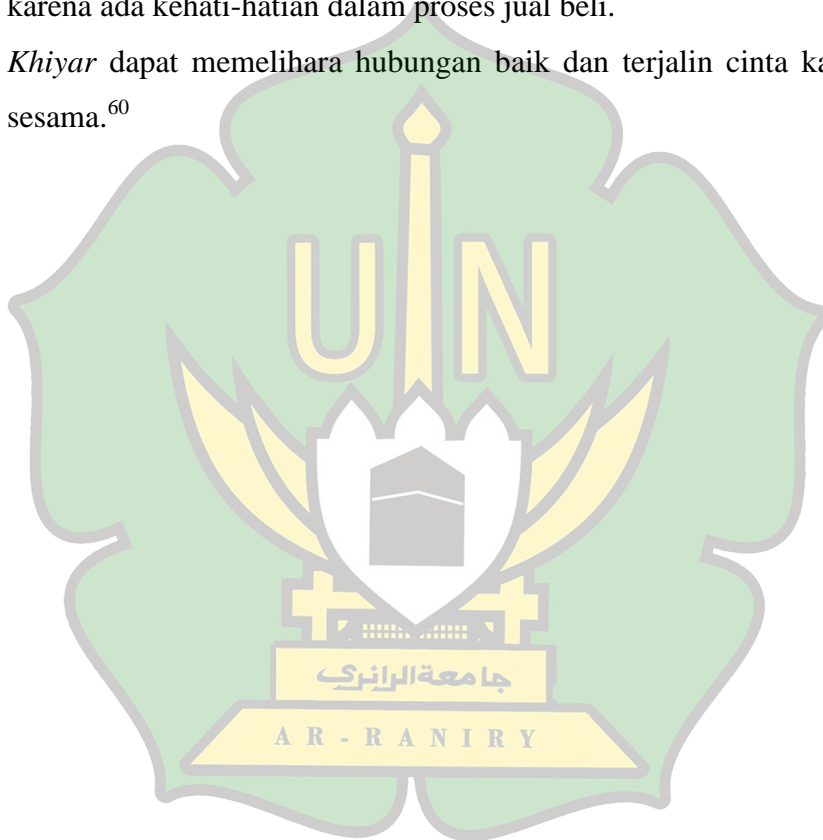 karena ada kehati-hatian dalam proses jual beli.
Khiyar dapat memelihara hubungan baik dan terjalin cinta ka
sesama.60
UIN
جامعة الرانري
AR-RANIRY